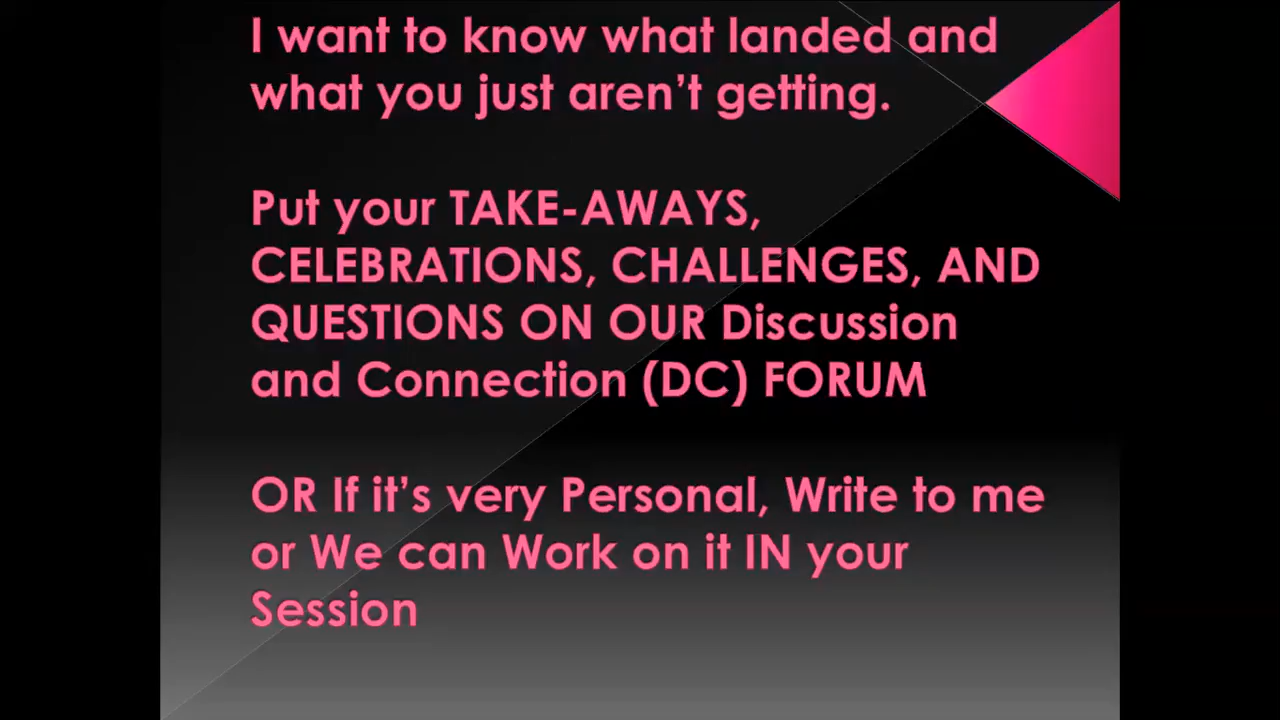 I want to know what landed and
what you just aren’t getting.
Put your TAKE-AWAYS,
CELEBRATIONS, CHALLENGES, AND
QUESTIONS ON OUR Discussion
and Connection (DC) FORUM
OR If it’s very Personal, Write to me
or We can Work on it IN your
Session